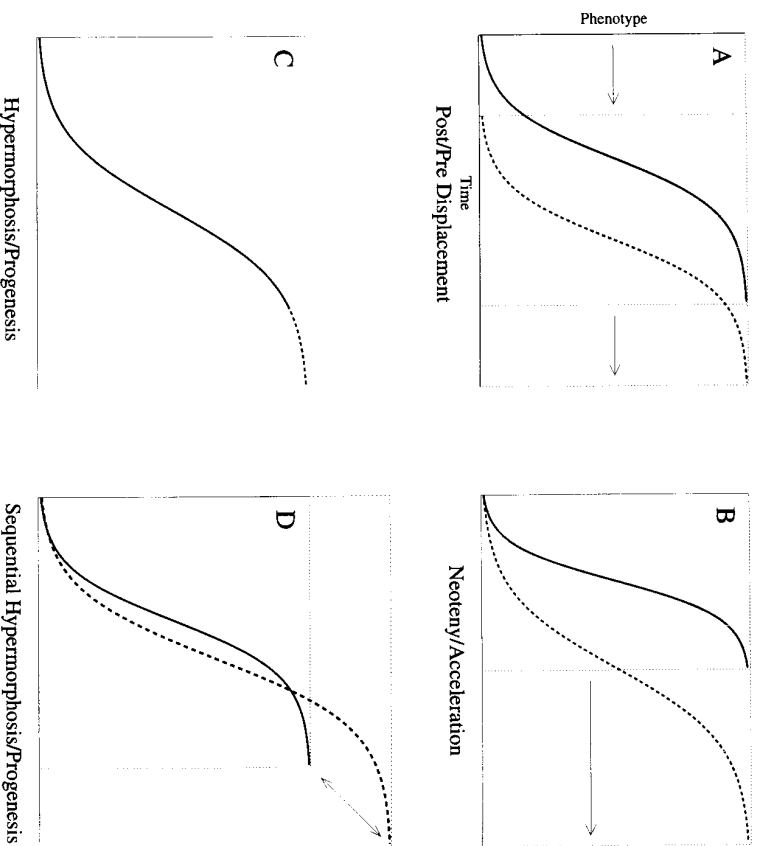 Phenotype
A
Time
Post/Pre Displacement
B
Neoteny/Acceleration
C
Hypermorphosis/Progenesis
D
Sequential Hypermorphosis/Progenesis